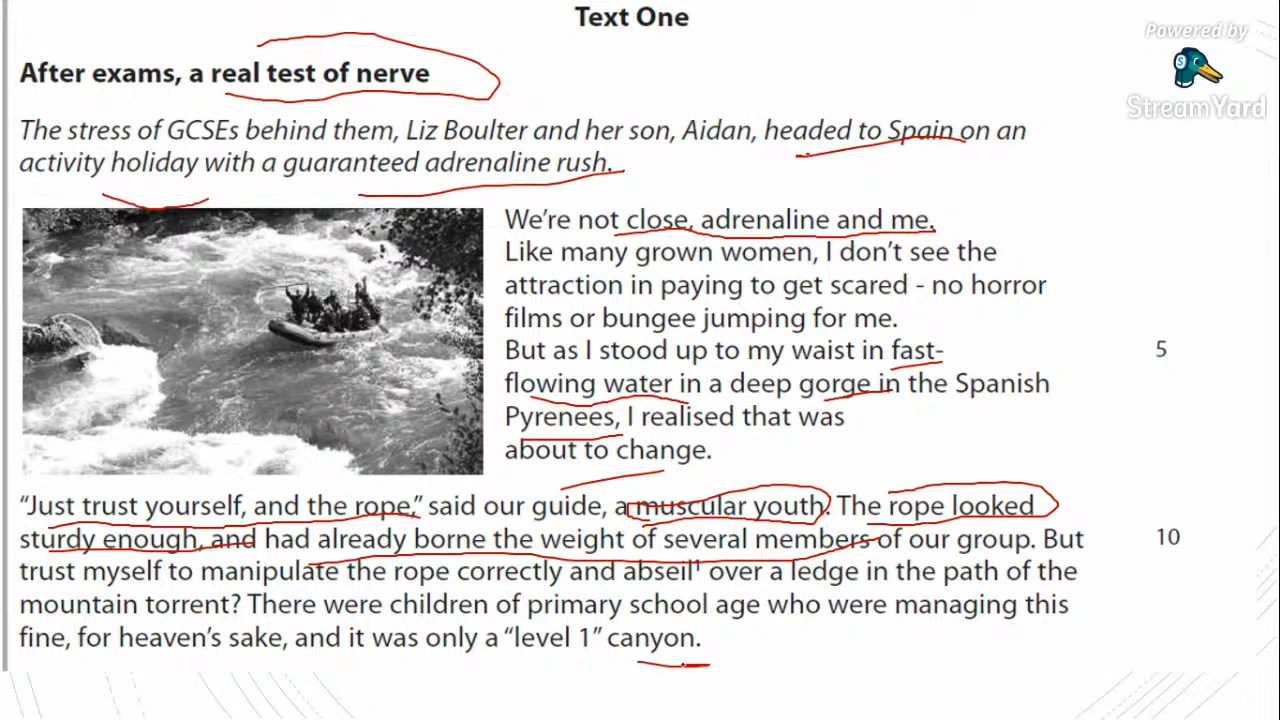 Text One
Powered by
StreamYard
After exams, a real test of nerve
The stress of GCSEs behind them, Liz Boulter and her son, Aidan, headed to Spain on an
activity holiday with a guaranteed adrenaline rush.
We're not close, adrenaline and me.
Like many grown women, I don't see the
attraction in paying to get scared - no horror
films or bungee jumping for me.
But as I stood up to my waist in fast- 5
flowing water in a deep gorge in the Spanish
Pyrenees, I realised that was
about to change.
“Just trust yourself, and the rope,” said our guide, a muscular youth. The rope looked
sturdy enough, and had already borne the weight of several members of our group. But 10
trust myself to manipulate the rope correctly and abseil¹ over a ledge in the path of the
mountain torrent? There were children of primary school age who were managing this
fine, for heaven's sake, and it was only a “level 1” canyon.